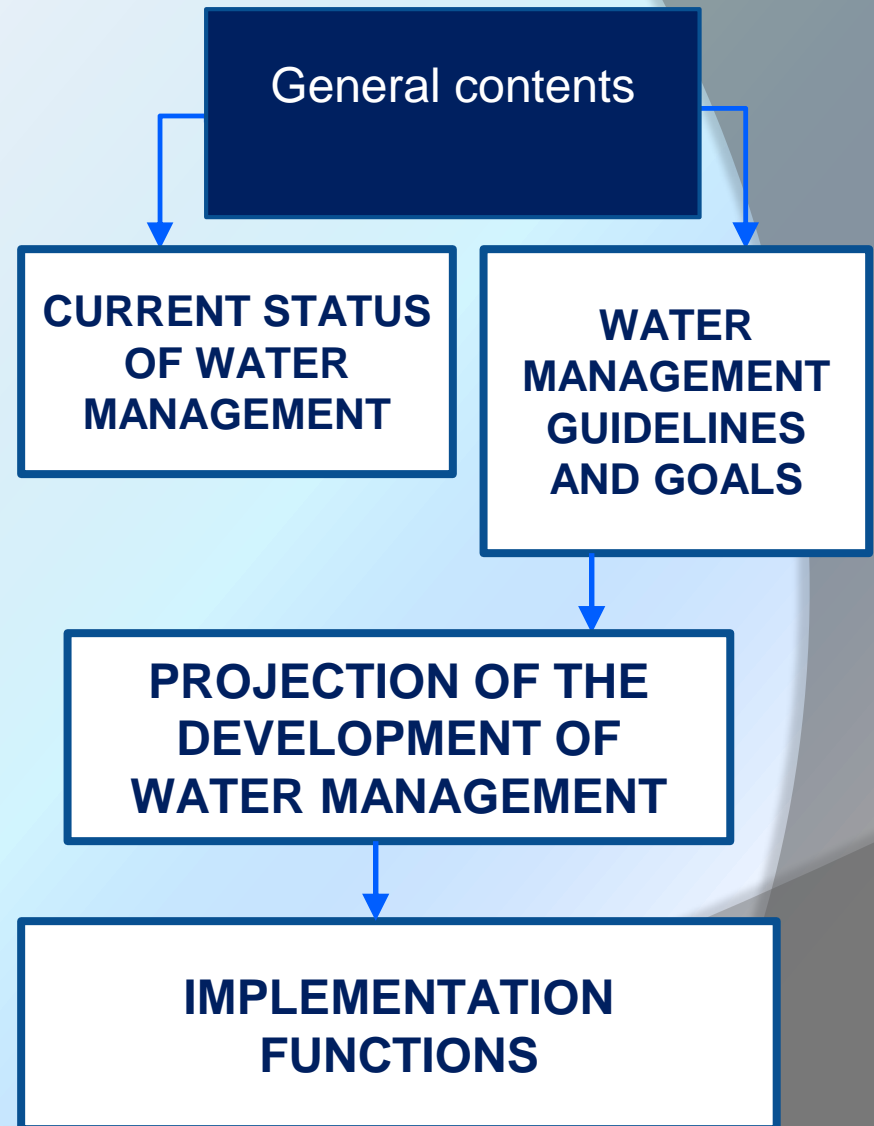 General contents
CURRENT STATUS
OF WATER
MANAGEMENT
WATER
MANAGEMENT
GUIDELINES
AND GOALS
PROJECTION OF THE
DEVELOPMENT OF
WATER MANAGEMENT
IMPLEMENTATION
FUNCTIONS